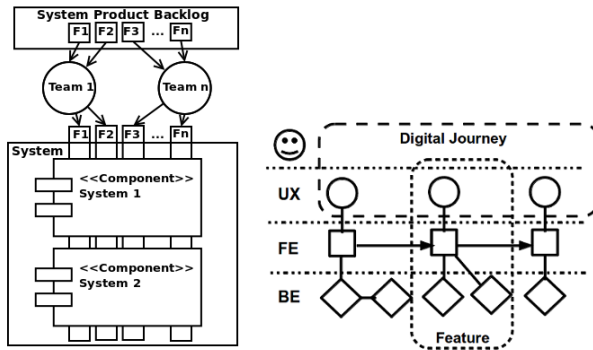 System Product Backlog
F1 F2 F3 ... Fn
Team 1 Team n
F1 F2 F3 ... Fn
System
<<Component>>
System 1
<<Component>>
System 2
Digital Journey
UX
FE
BE
Feature